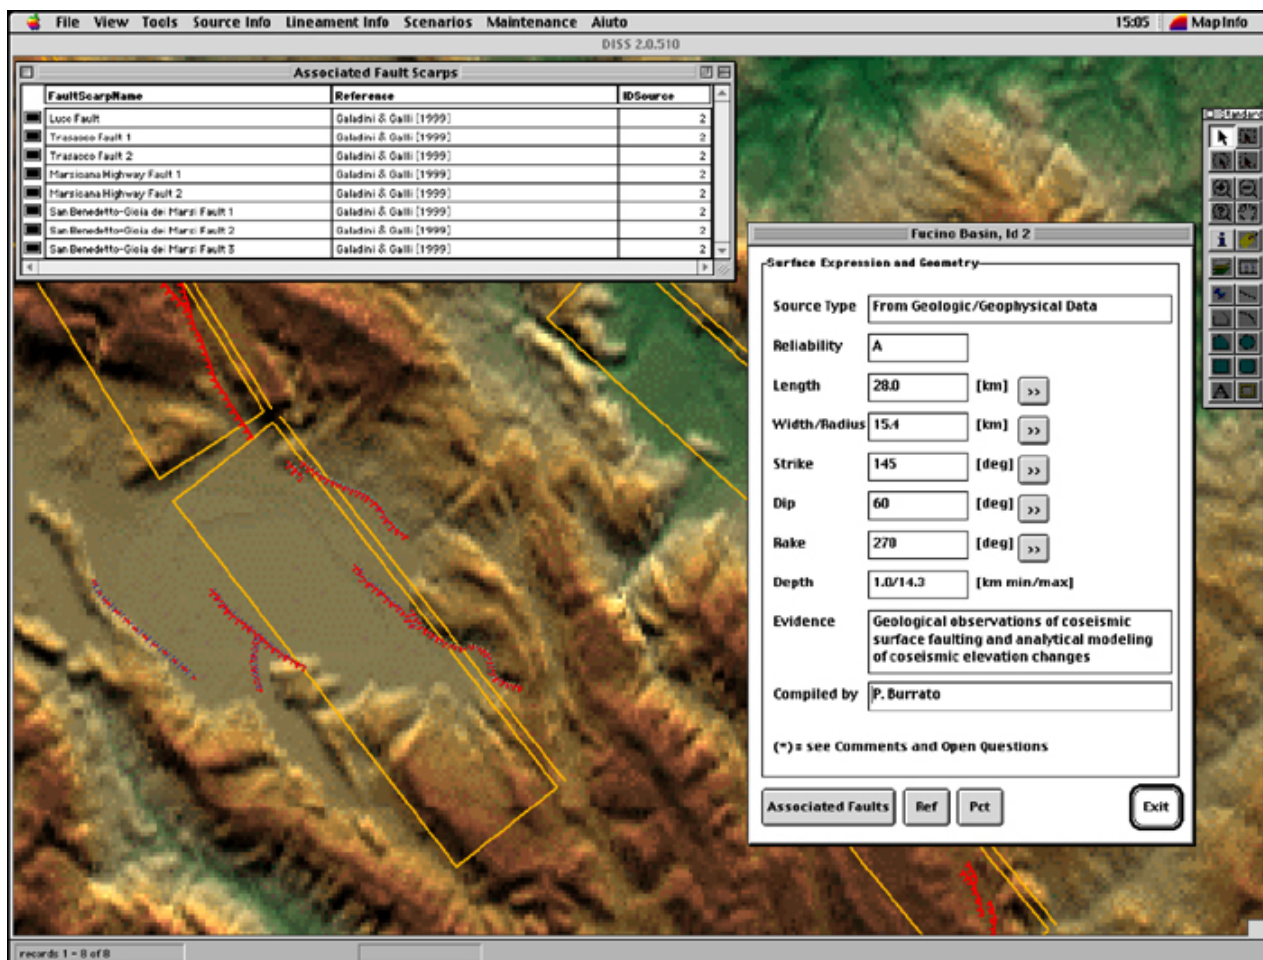 File View Tools Source Info Lineament Info Scenarios Maintenance Aiuto 15:05 MapInfo
DISS 2.0.510
Associated Fault Scarps
FaultScarpName Reference IDSource
Luco Fault Galadini & Galli [1999] 2
Trasacco Fault 1 Galadini & Galli [1999] 2
Trasacco Fault 2 Galadini & Galli [1999] 2
Marsicana Highway Fault 1 Galadini & Galli [1999] 2
Marsicana Highway Fault 2 Galadini & Galli [1999] 2
San Benedetto-Gioia dei Marsi Fault 1 Galadini & Galli [1999] 2
San Benedetto-Gioia dei Marsi Fault 2 Galadini & Galli [1999] 2
San Benedetto-Gioia dei Marsi Fault 3 Galadini & Galli [1999] 2
Standard
Fucino Basin, Id 2
Surface Expression and Geometry
Source Type From Geologic/Geophysical Data
Reliability A
Length 28.0 [km] >>
Width/Radius 15.4 [km] >>
Strike 145 [deg] >>
Dip 60 [deg] >>
Rake 270 [deg] >>
Depth 1.0/14.3 [km min/max]
Evidence Geological observations of coseismic
surface faulting and analytical modeling
of coseismic elevation changes
Compiled by P. Burrato
(*)= see Comments and Open Questions
Associated Faults Ref Pct Exit
records 1 - 8 of 8